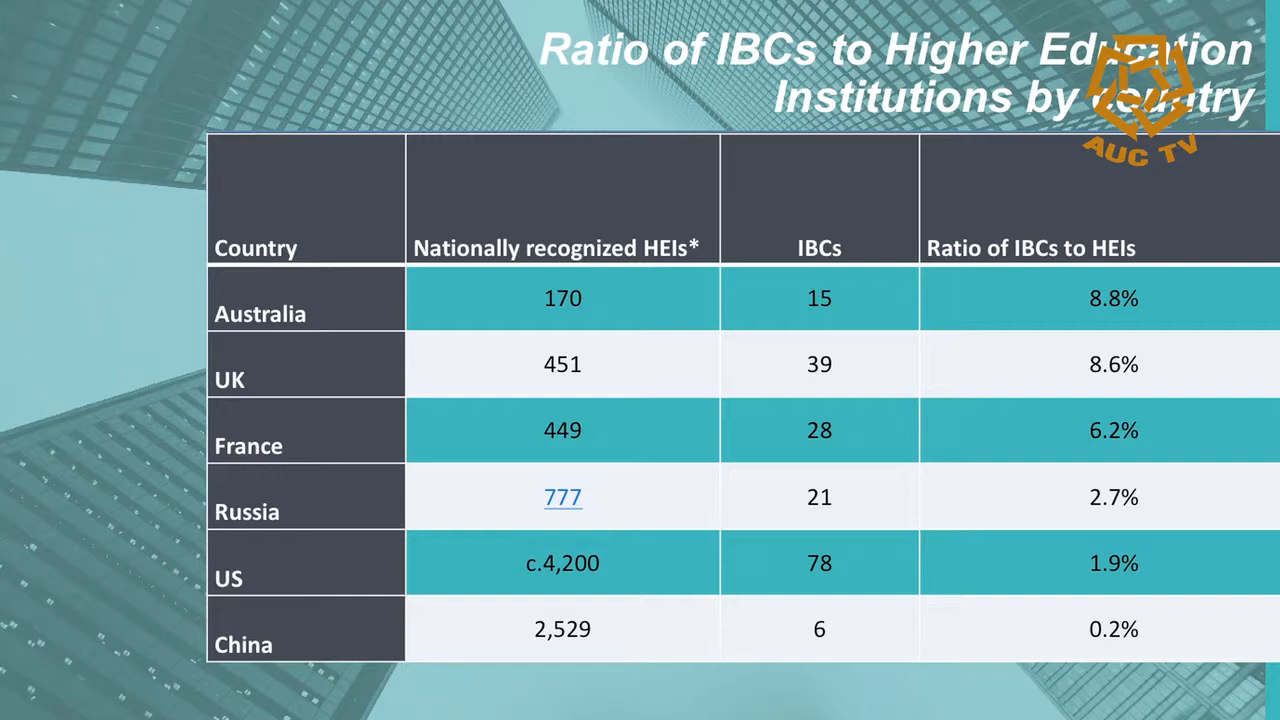 Ratio of IBCs to Higher Education
Institutions by country
AUC TV
Country Nationally recognized HEIs* IBCs Ratio of IBCs to HEIs
Australia 170 15 8.8%
UK 451 39 8.6%
France 449 28 6.2%
Russia 777 21 2.7%
US c.4,200 78 1.9%
China 2,529 6 0.2%